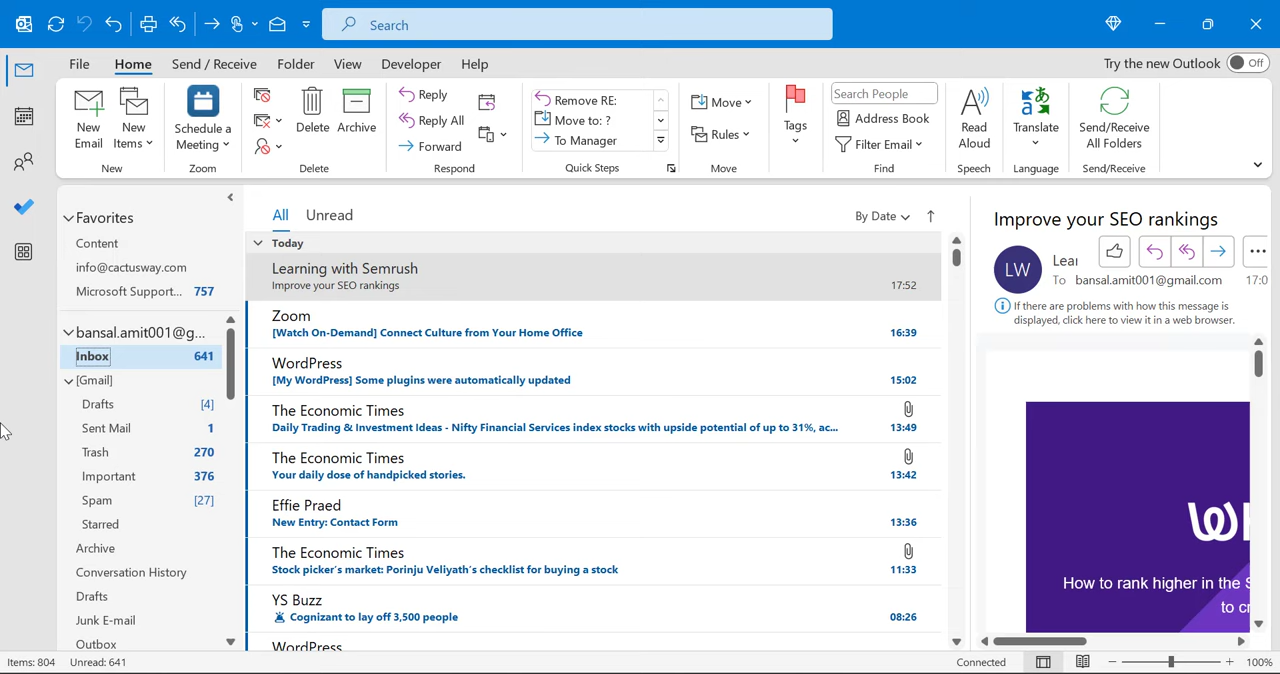 Search
File Home Send / Receive Folder View Developer Help
Try the new Outlook Off
New Email
New Items
New
Schedule a Meeting
Zoom
Delete
Archive
Delete
Reply
Reply All
Forward
Respond
Remove RE:
Move to: ?
To Manager
Quick Steps
Move
Rules
Move
Tags
Search People
Address Book
Filter Email
Find
Read Aloud
Speech
Translate
Language
Send/Receive All Folders
Send/Receive
Favorites
Content
info@cactusway.com
Microsoft Support... 757
bansal.amit001@g...
Inbox 641
[Gmail]
Drafts [4]
Sent Mail 1
Trash 270
Important 376
Spam [27]
Starred
Archive
Conversation History
Drafts
Junk E-mail
Outbox
All Unread By Date
Today
Learning with Semrush
Improve your SEO rankings 17:52
Zoom
[Watch On-Demand] Connect Culture from Your Home Office 16:39
WordPress
[My WordPress] Some plugins were automatically updated 15:02
The Economic Times
Daily Trading & Investment Ideas - Nifty Financial Services index stocks with upside potential of up to 31%, ac... 13:49
The Economic Times
Your daily dose of handpicked stories. 13:42
Effie Praed
New Entry: Contact Form 13:36
The Economic Times
Stock picker's market: Porinju Veliyath's checklist for buying a stock 11:33
YS Buzz
Cognizant to lay off 3,500 people 08:26
WordPress
Improve your SEO rankings
LW
Lear
To bansal.amit001@gmail.com 17:0
If there are problems with how this message is
displayed, click here to view it in a web browser.
How to rank higher in the S
to cr
Items: 804 Unread: 641 Connected 100%